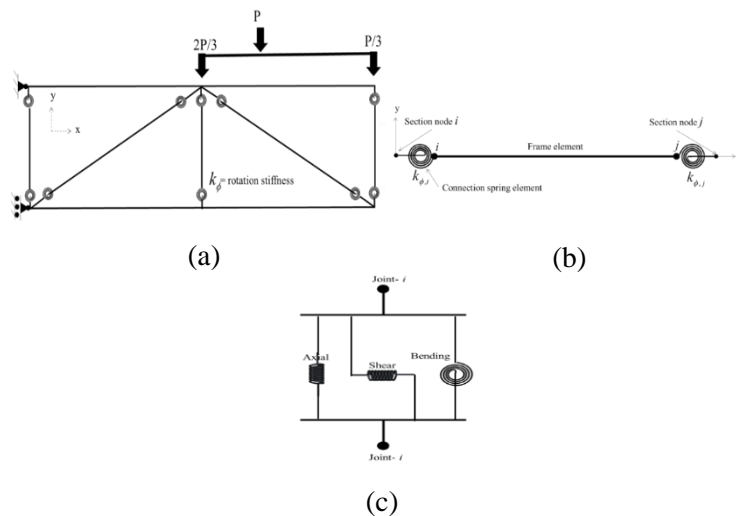 P
2P/3
P/3
y
x
kϕ= rotation stiffness
(a)
y
Section node i
Section node j
i
Frame element
j
kϕ,i
Connection spring element
kϕ,j
(b)
Joint- i
Axial
Shear
Bending
Joint- i
(c)